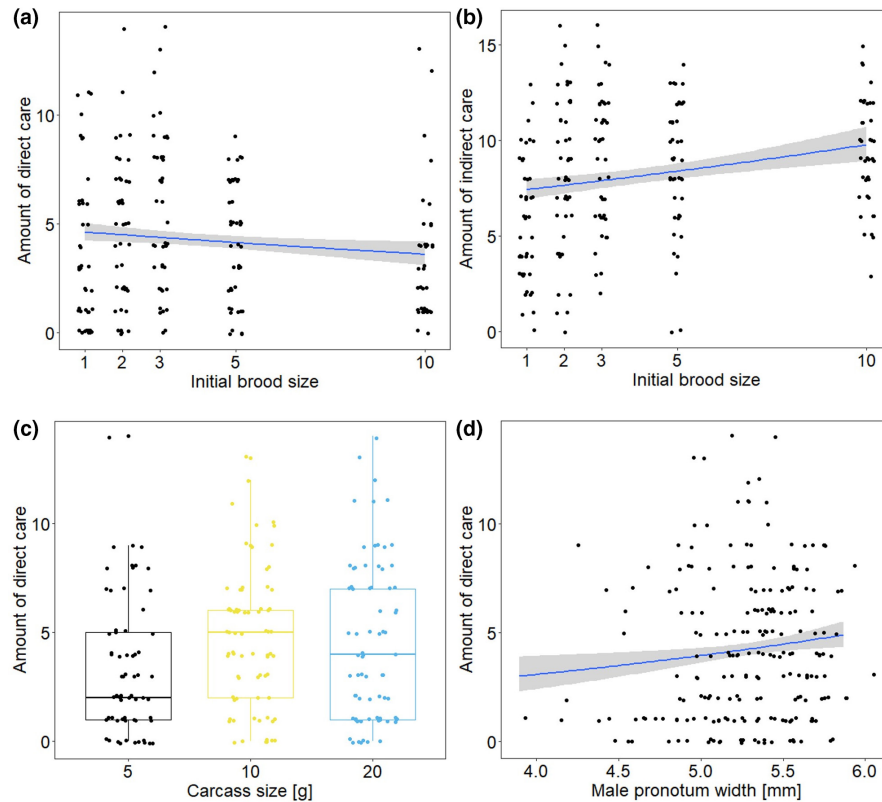 (a)
Amount of direct care
10
5
0
1 2 3 5 10
Initial brood size
(b)
Amount of indirect care
15
10
5
0
1 2 3 5 10
Initial brood size
(c)
Amount of direct care
10
5
0
5 10 20
Carcass size [g]
(d)
Amount of direct care
10
5
0
4.0 4.5 5.0 5.5 6.0
Male pronotum width [mm]